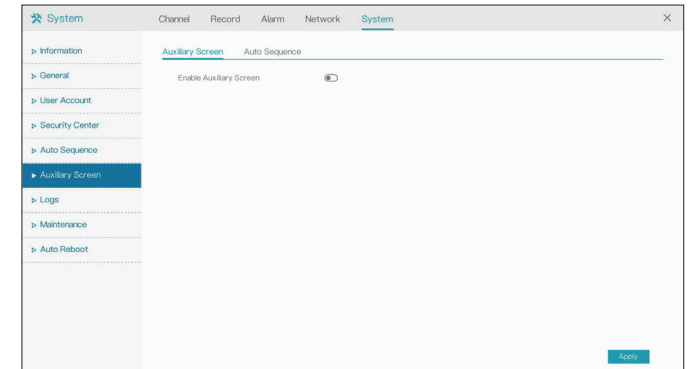 System
Channel Record Alarm Network System
Information
General
User Account
Security Center
Auto Sequence
Auxiliary Screen
Logs
Maintenance
Auto Reboot
Auxiliary Screen Auto Sequence
Enable Auxiliary Screen
Apply